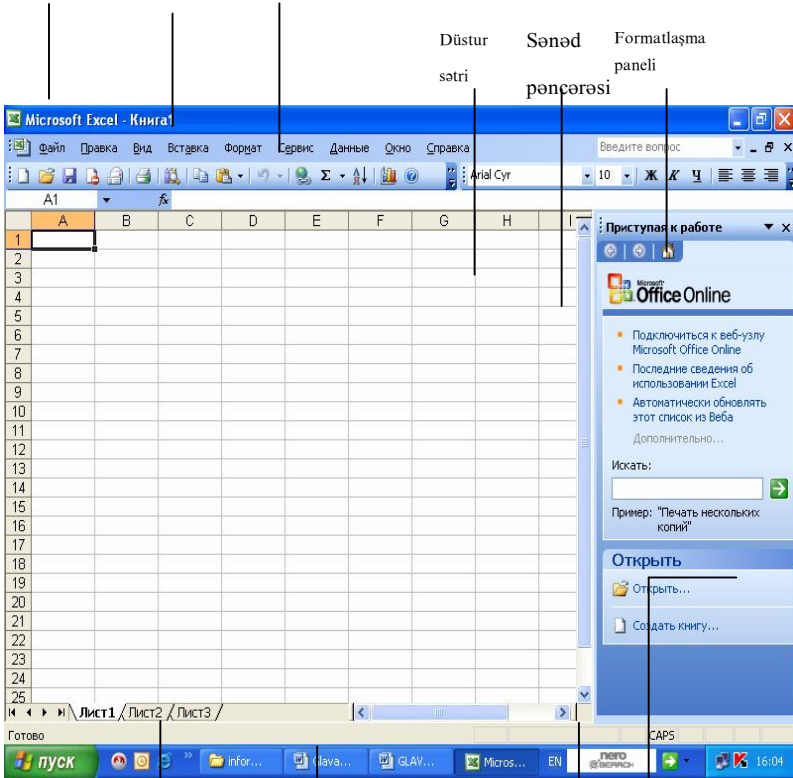 Düstur sətri
Sənəd pəncərəsi
Formatlaşma paneli
Microsoft Excel - Книга1
Файл Правка Вид Вставка Формат Сервис Данные Окно Справка
Введите вопрос
Arial Cyr 10 Ж К Ч
A1 fx
A B C D E F G H I
1
2
3
4
5
6
7
8
9
10
11
12
13
14
15
16
17
18
19
20
21
22
23
24
25
Приступая к работе
Microsoft
Office Online
Подключиться к веб-узлу
Microsoft Office Online
Последние сведения об
использовании Excel
Автоматически обновлять
этот список из Веба
Дополнительно...
Искать:
Пример: "Печать нескольких
копий"
Открыть
Открыть...
Создать книгу...
Лист1 Лист2 Лист3
Готово
CAPS
пуск infor... Glava... GLAV... Micros... EN nero SEARCH 16:04